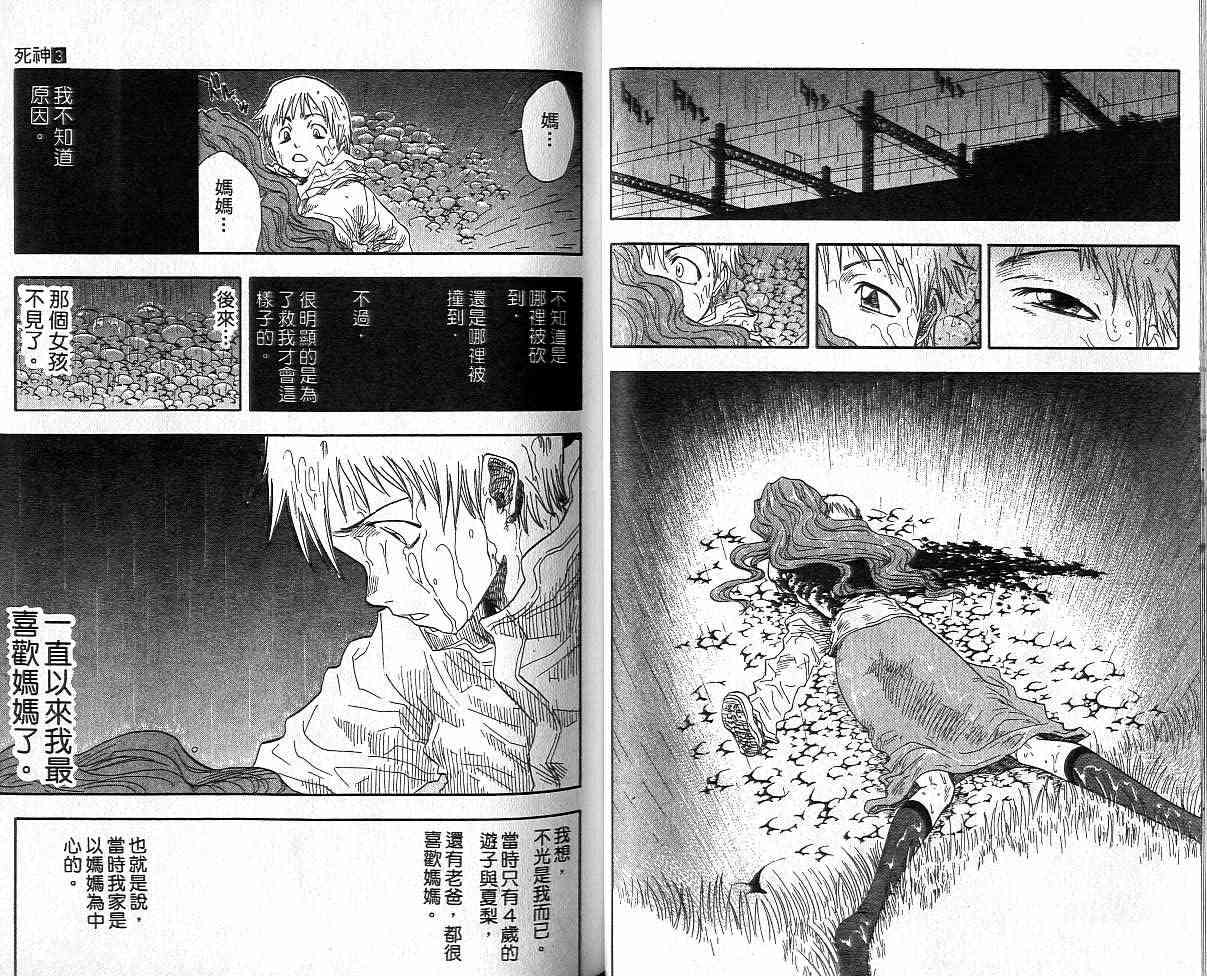 死神3
媽…
媽媽…
我不知道
原因。
不知道是
哪裡被砍
到．
還是哪裡被
撞到．
不過．
很明顯的是為
了救我才會這
樣子的。
後來…
那個女孩
不見了。
一直以來我最
喜歡媽媽了。
我想，
不光是我而已。
當時只有4歲的
遊子與夏梨，
還有老爸，都很
喜歡媽媽。
也就是說，
當時我家是
以媽媽為中
心的。